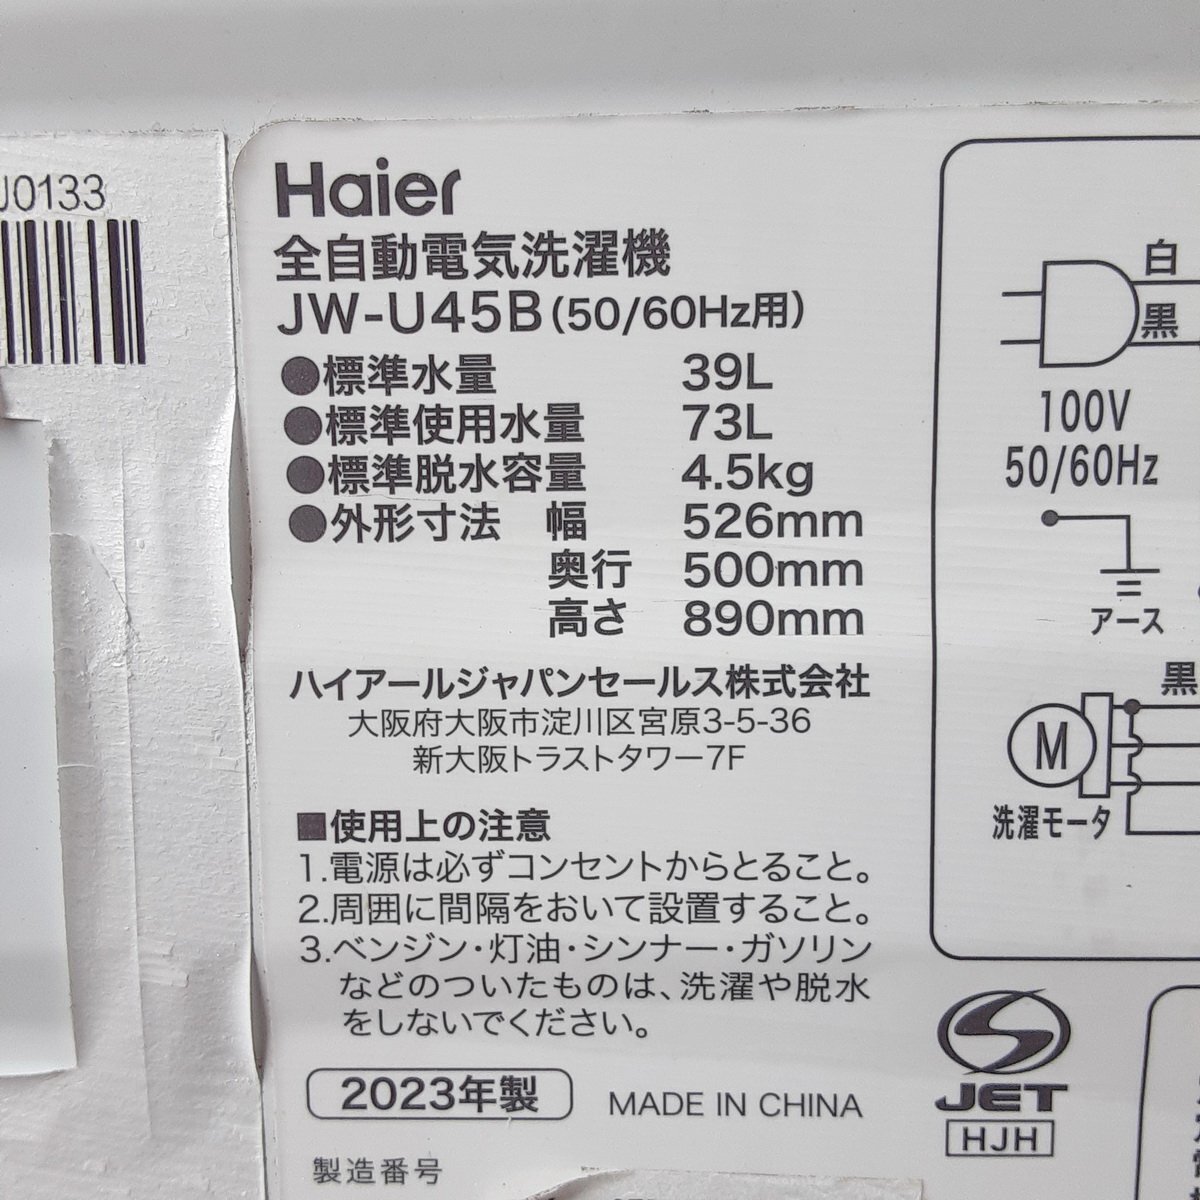 J0133
Haier
全自動電気洗濯機
JW-U45B(50/60Hz用)
●標準水量 39L
●標準使用水量 73L
●標準脱水容量 4.5kg
●外形寸法 幅 526mm
奥行 500mm
高さ 890mm
ハイアールジャパンセールス株式会社
大阪府大阪市淀川区宮原3-5-36
新大阪トラストタワー7F
■使用上の注意
1.電源は必ずコンセントからとること。
2.周囲に間隔をおいて設置すること。
3.ベンジン・灯油・シンナー・ガソリン
などのついたものは、洗濯や脱水
をしないでください。
2023年製 MADE IN CHINA
製造番号
白
黒
100V
50/60Hz
アース
黒
M
洗濯モータ
JET
HJH